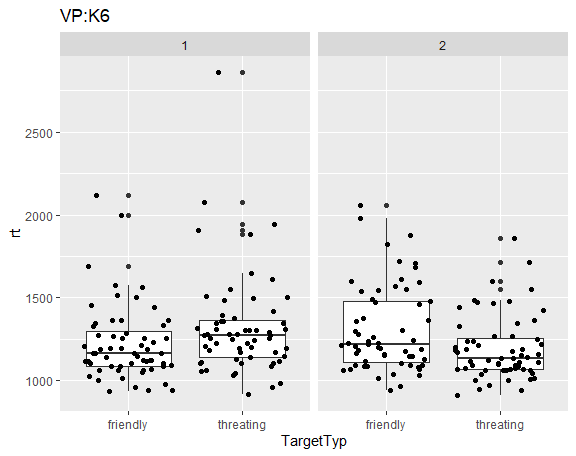 VP:K6
1 2
rt
2500
2000
1500
1000
friendly threating friendly threating
TargetTyp